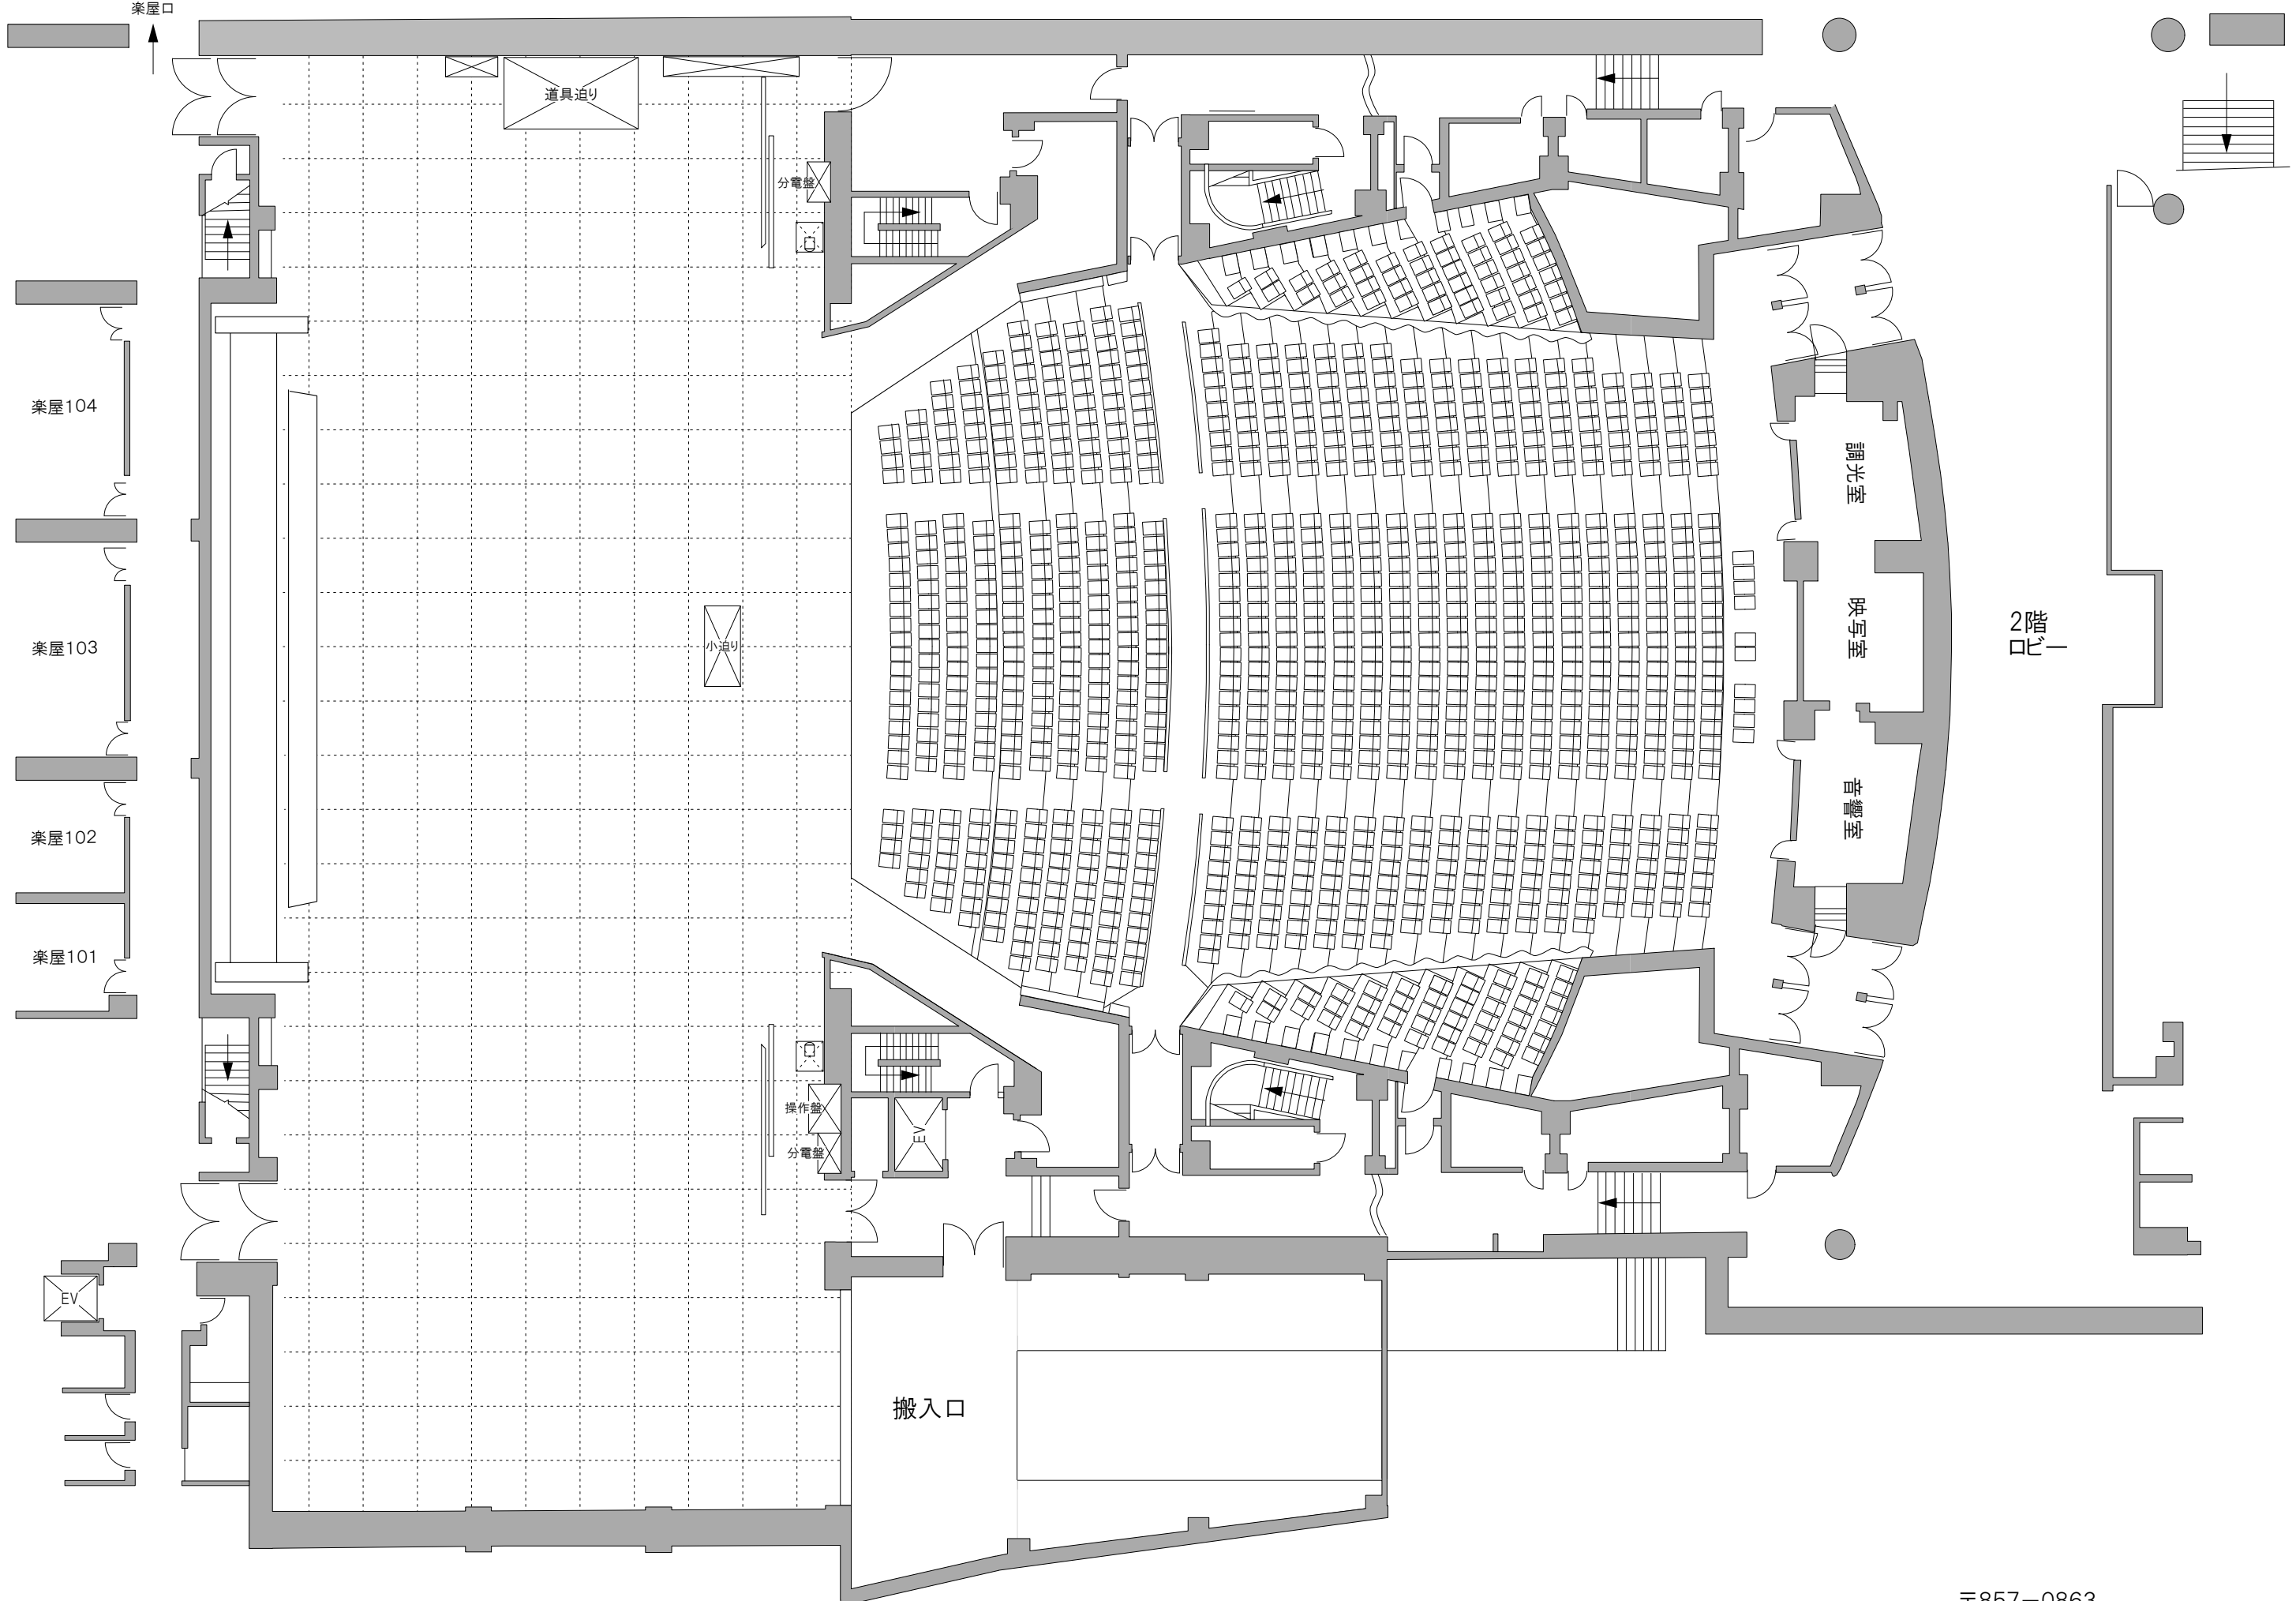 楽屋口
道具迫り
分電盤
楽屋104
調光室
楽屋103
小迫り
映写室
2階
ロビー
楽屋102
音響室
楽屋101
操作盤
分電盤
EV
EV
搬入口
〒857-0863